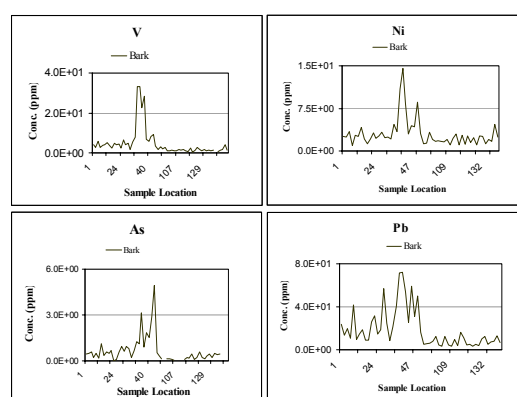 V
Bark
Conc. (ppm)
4.0E+01
2.0E+01
0.0E+00
1
24
40
107
129
Sample Location
Ni
Bark
Conc. (ppm)
1.5E+01
7.5E+00
0.0E+00
1
23
47
109
132
Sample Location
As
Bark
Conc. (ppm)
6.0E+00
3.0E+00
0.0E+00
1
24
40
107
129
Sample Location
Pb
Bark
Conc. (ppm)
8.0E+01
4.0E+01
0.0E+00
1
25
47
109
132
Sample Location